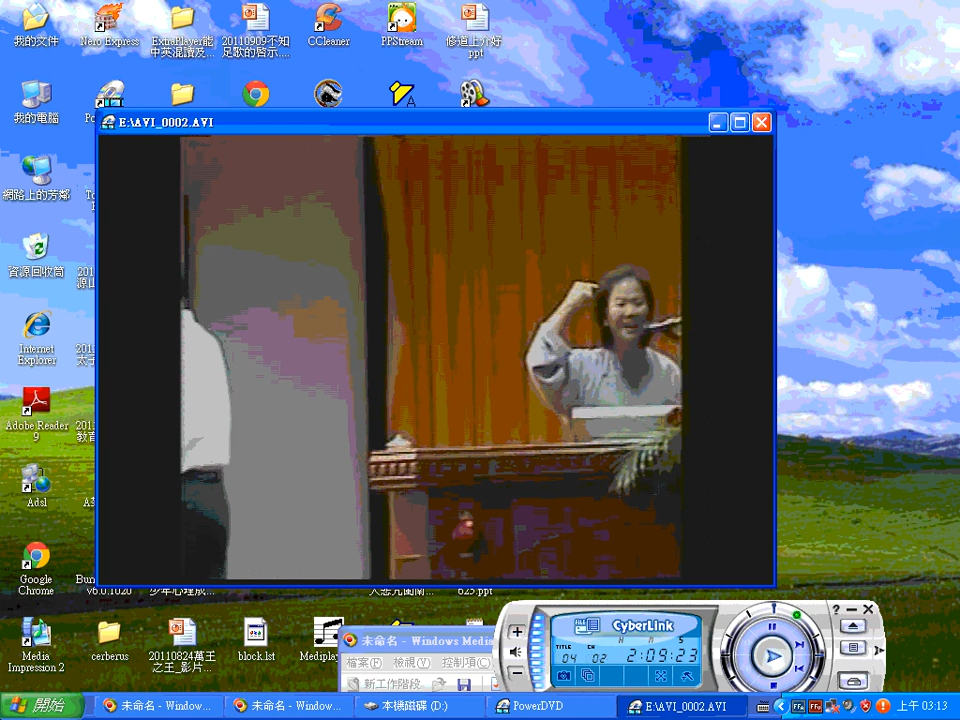 我的文件
Nero Express
ExtraPlayer能
中英混讀及...
20110909不知
足歌的啓示....
CCleaner
PPStream
修道上介好
ppt
我的電腦
E:\AVI_0002.AVI
網路上的芳鄰
資源回收筒
Internet
Explorer
Adobe Reader
9
Adsl
Google
Chrome
v6.0.1020
623.ppt
Media
Impression 2
cerberus
20110824萬王
之王_影片...
block.lst
未命名 - Windows Media
檔案(F) 檢視(V) 控制項(C)
新工作階段
CyberLink
H M S
TITLE CH
04 02 2:09:23
開始
未命名 - Window...
未命名 - Window...
本機磁碟 (D:)
PowerDVD
E:\AVI_0002.AVI
上午 03:13